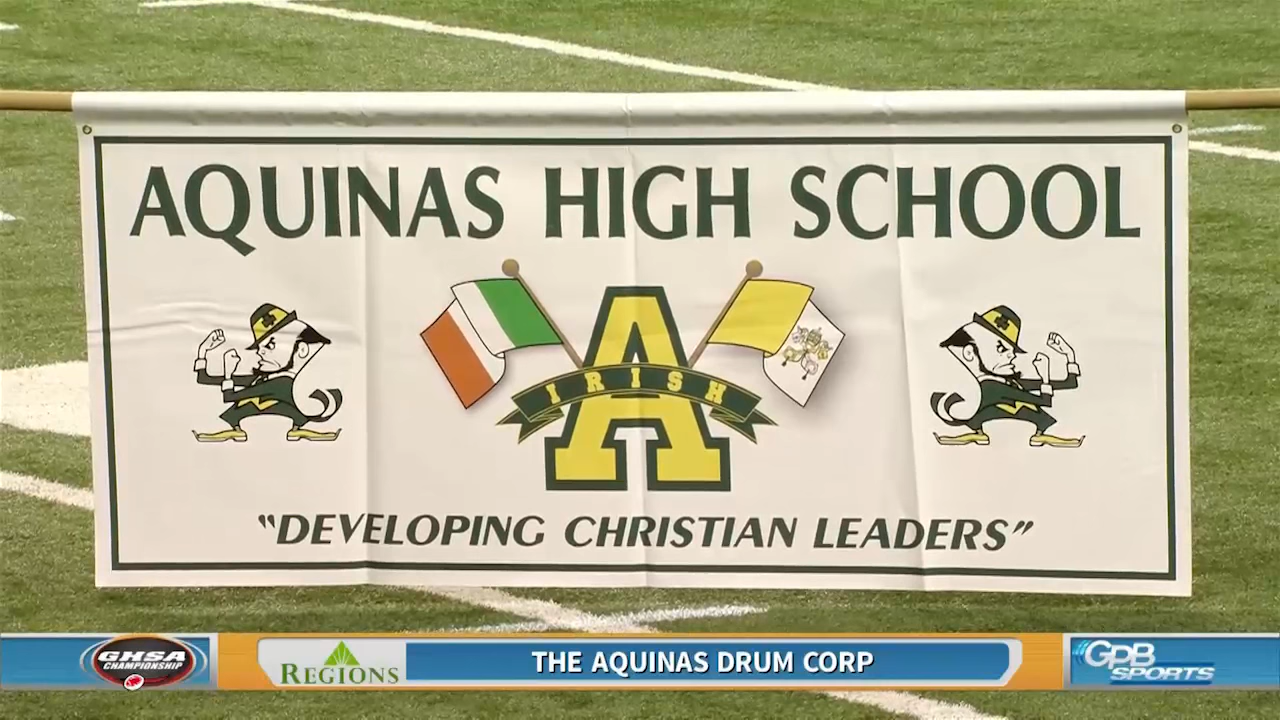 AQUINAS HIGH SCHOOL
A
IRISH
"DEVELOPING CHRISTIAN LEADERS"
GHSA
CHAMPIONSHIP
REGIONS
THE AQUINAS DRUM CORP
GPB
SPORTS